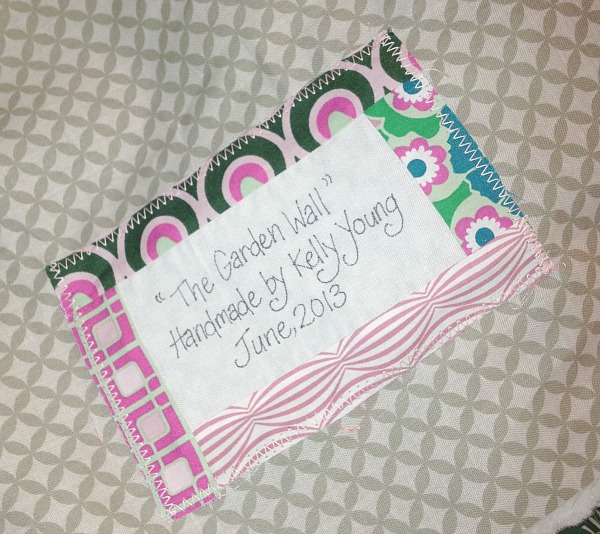 "The Garden Wall"
Handmade by Kelly Young
June, 2013